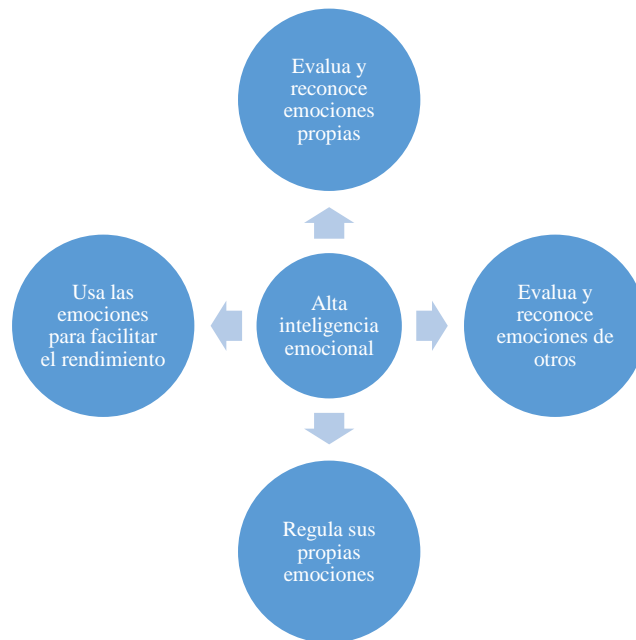 Evalua y
reconoce
emociones
propias
Usa las
emociones
para facilitar
el rendimiento
Alta
inteligencia
emocional
Evalua y
reconoce
emociones de
otros
Regula sus
propias
emociones